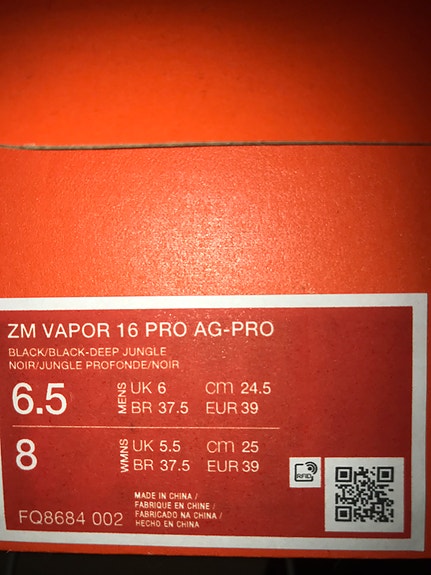 ZM VAPOR 16 PRO AG-PRO
BLACK/BLACK-DEEP JUNGLE
NOIR/JUNGLE PROFONDE/NOIR
6.5 MENS UK 6 cm 24.5
BR 37.5 EUR 39
8 WMNS UK 5.5 cm 25
BR 37.5 EUR 39
RFID
MADE IN CHINA /
FABRIQUE EN CHINE /
FABRICADO NA CHINA /
HECHO EN CHINA
FQ8684 002